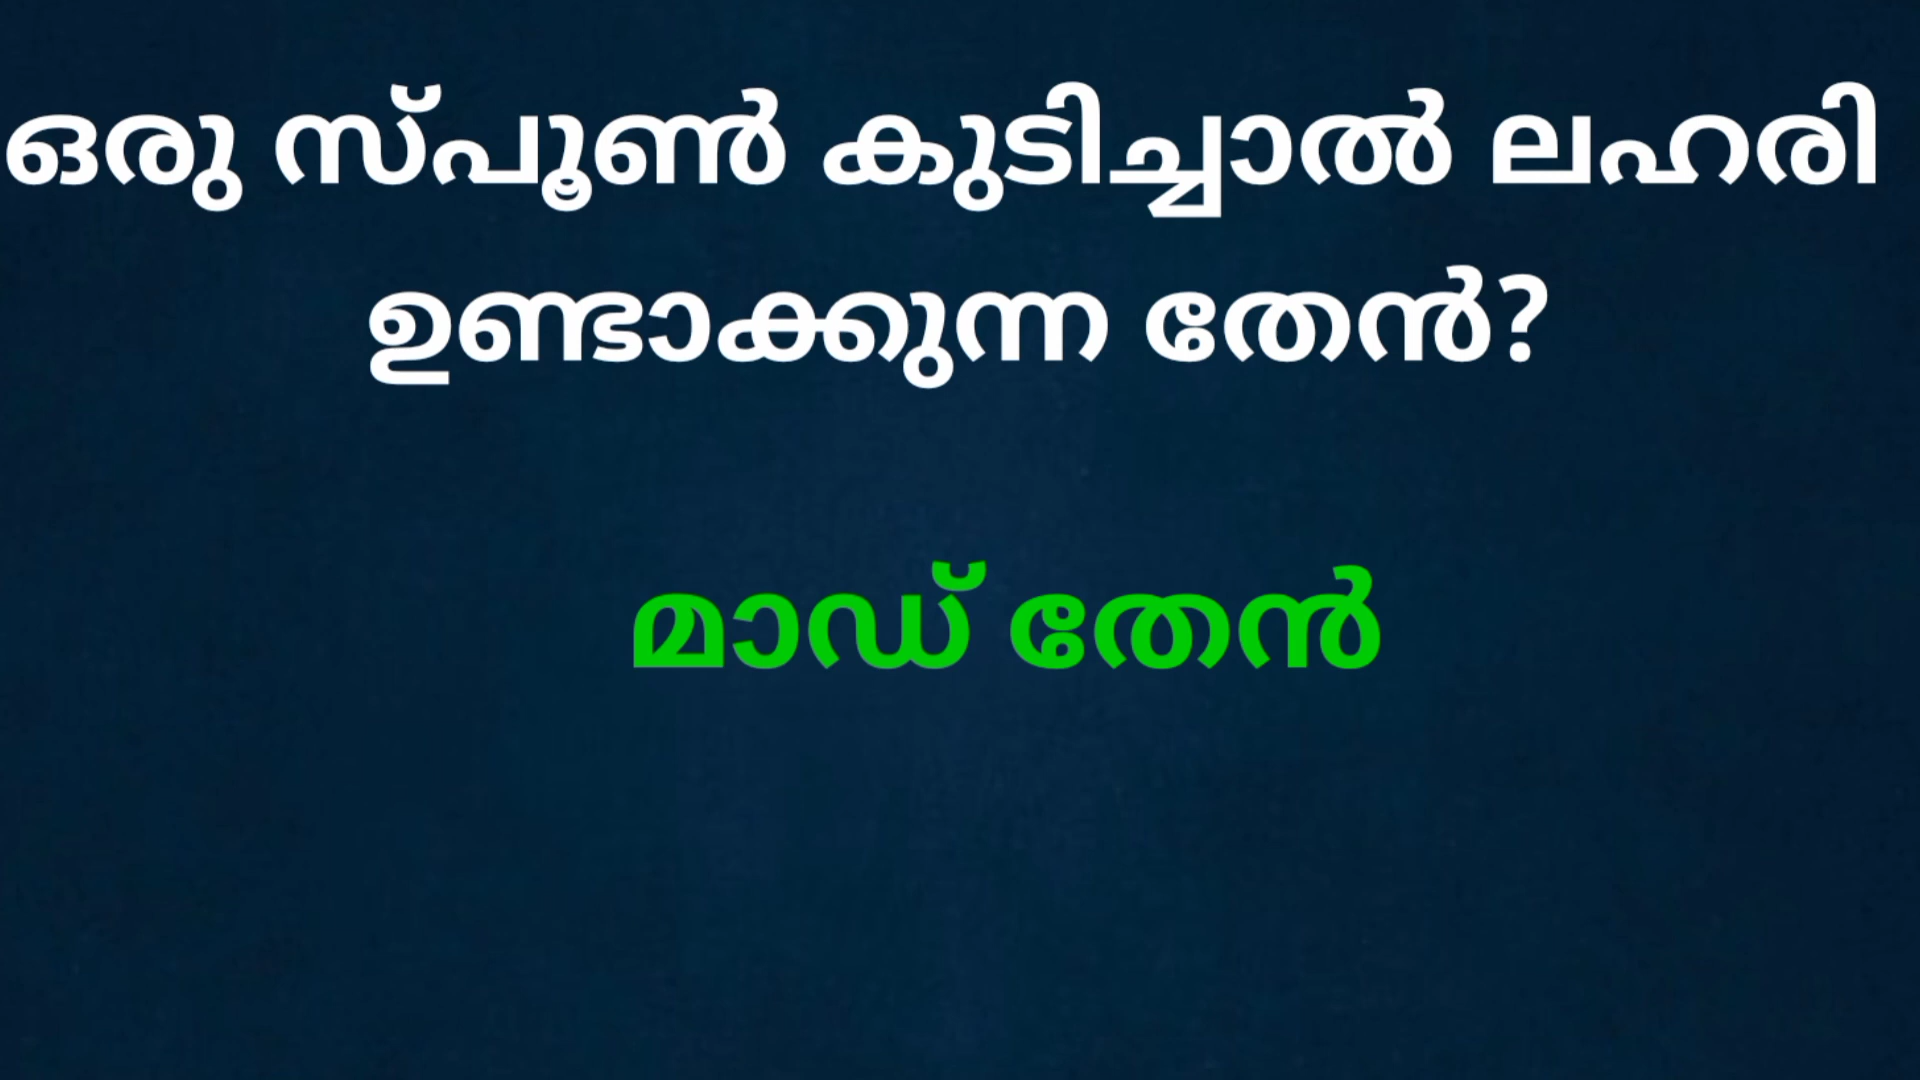 ഒരു സ്പൂൺ കുടിച്ചാൽ ലഹരി
ഉണ്ടാക്കുന്ന തേൻ?
മാഡ് തേൻ